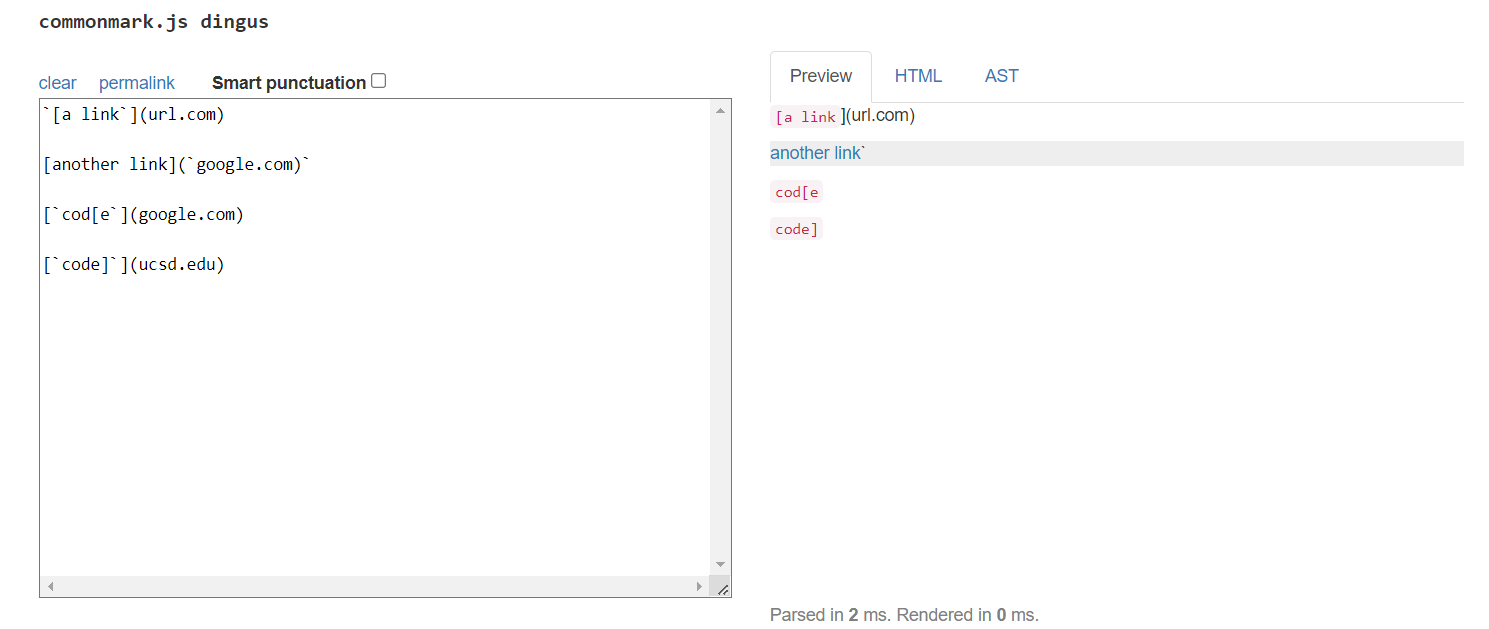 commonmark.js dingus
clear permalink Smart punctuation
`[a link`](url.com)
[another link](`google.com)`
[`cod[e`](google.com)
[`code]`](ucsd.edu)
Preview HTML AST
[a link](url.com)
another link`
cod[e
code]
Parsed in 2 ms. Rendered in 0 ms.